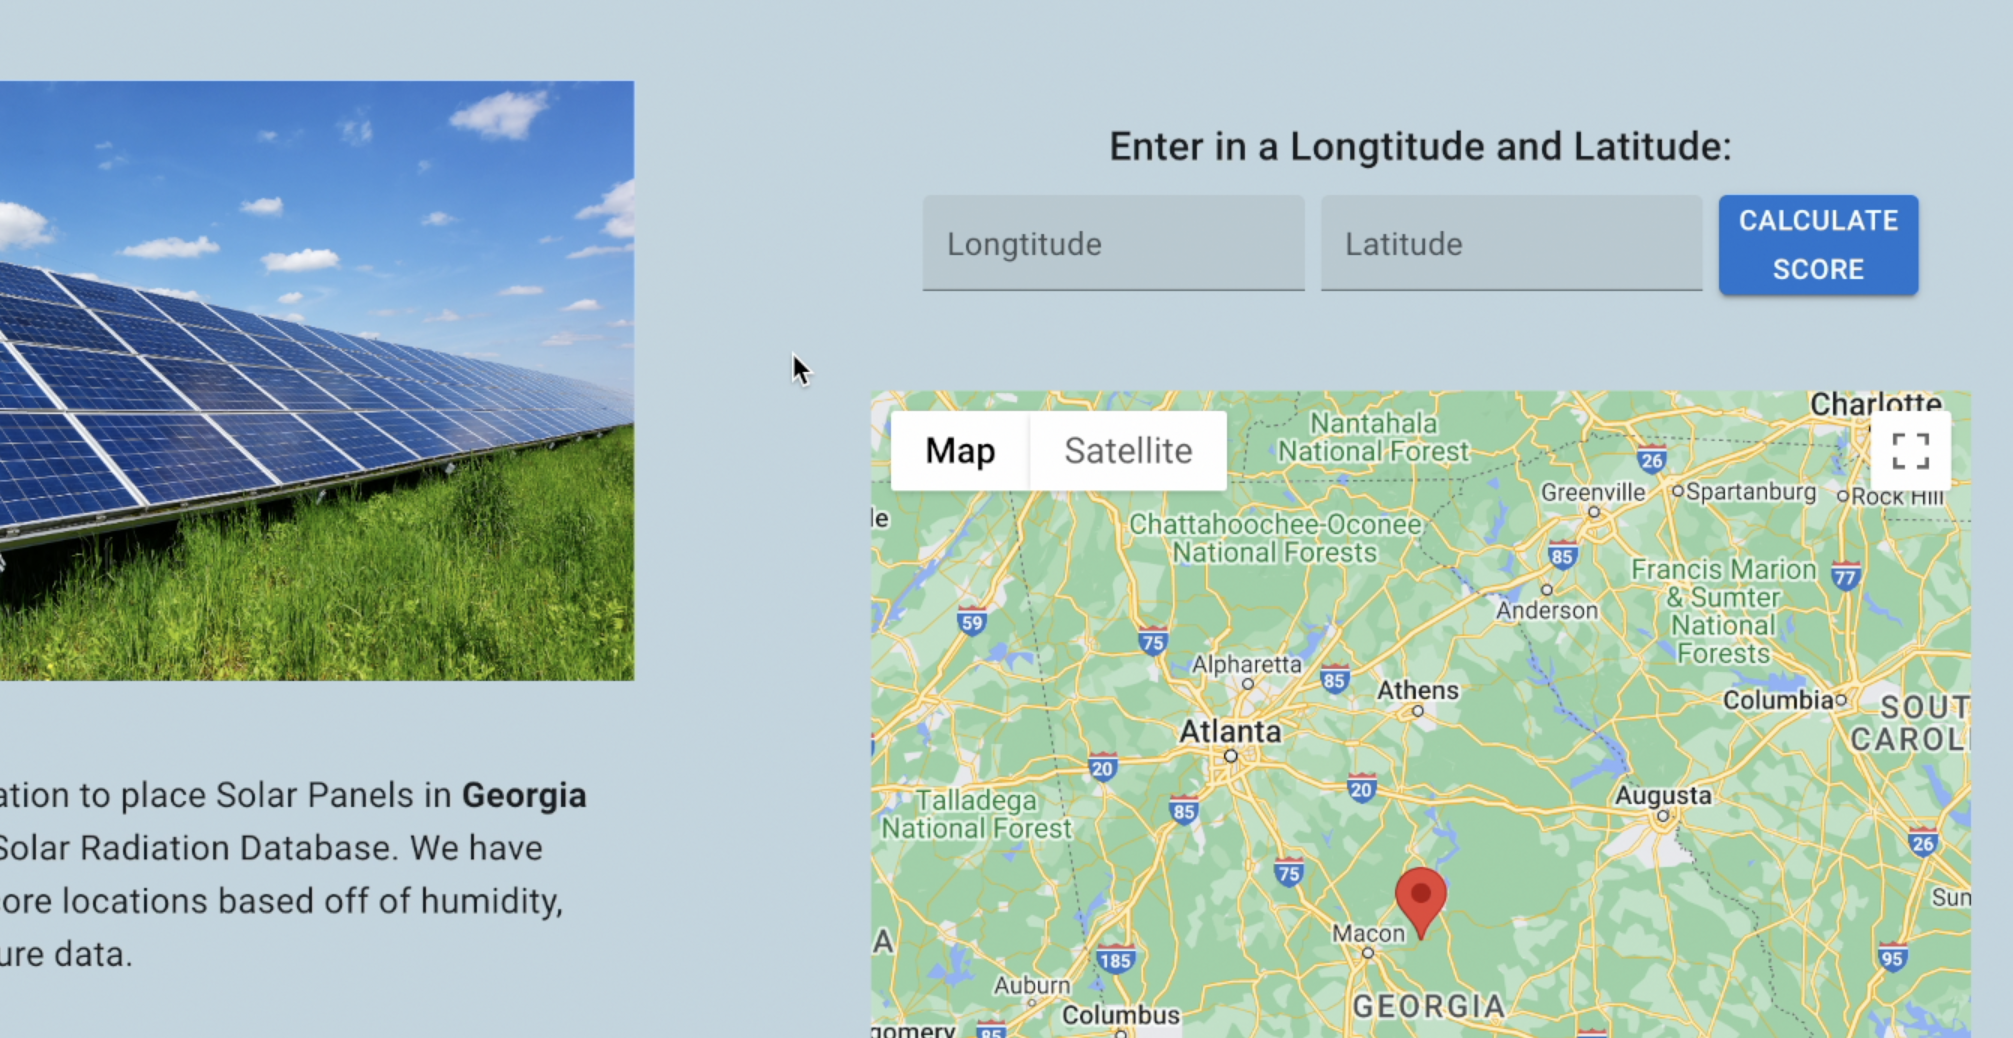 Enter in a Longtitude and Latitude:
Longtitude
Latitude
CALCULATE
SCORE
ation to place Solar Panels in Georgia
Solar Radiation Database. We have
ore locations based off of humidity,
ure data.
Map
Satellite
Charlotte
Nantahala
National Forest
26
Greenville
Spartanburg
Rock Hill
le
Chattahoochee-Oconee
National Forests
85
Francis Marion
& Sumter
National
Forests
77
Anderson
59
75
Alpharetta
85
Athens
Columbia
SOUT
CAROL
Atlanta
20
20
85
Talladega
National Forest
Augusta
26
75
Sun
Macon
A
185
95
Auburn
GEORGIA
Columbus
gomery
85